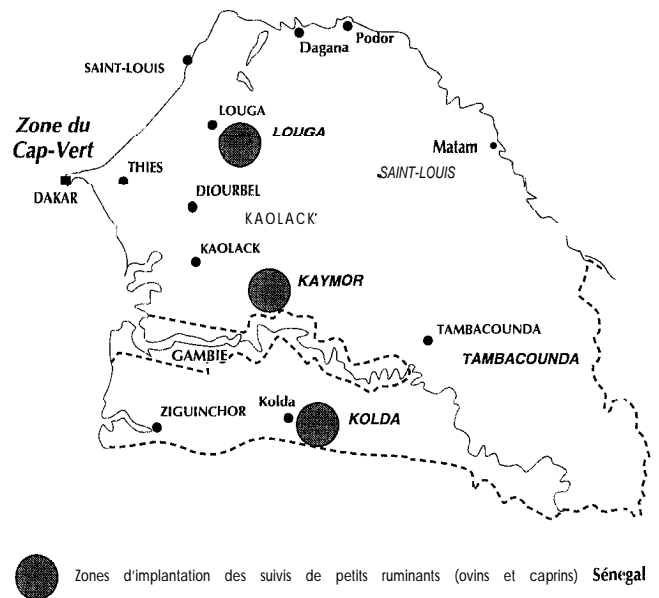 Dagana
Podor
SAINT-LOUIS
LOUGA
LOUGA
Zone du
Cap-Vert
Matam
THIES
SAINT-LOUIS
DAKAR
DIOURBEL
KAOLACK'
KAOLACK
KAYMOR
TAMBACOUNDA
GAMBIE
TAMBACOUNDA
Kolda
ZIGUINCHOR
KOLDA
Zones d'implantation des suivis de petits ruminants (ovins et caprins) Sénégal